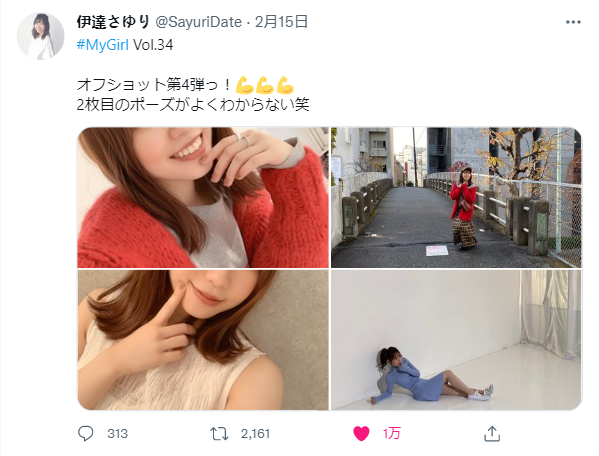 伊達さゆり @SayuriDate · 2月15日
#MyGirl Vol.34
オフショット第4弾っ！💪💪💪
2枚目のポーズがよくわからない笑
313 2,161 1万